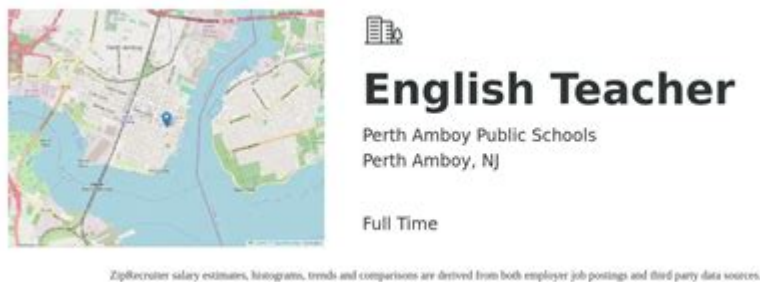 English Teacher
Perth Amboy Public Schools
Perth Amboy, NJ
Full Time
ZipRecruiter salary estimates, histograms, trends and comparisons are derived from both employer job postings and third party data sources.